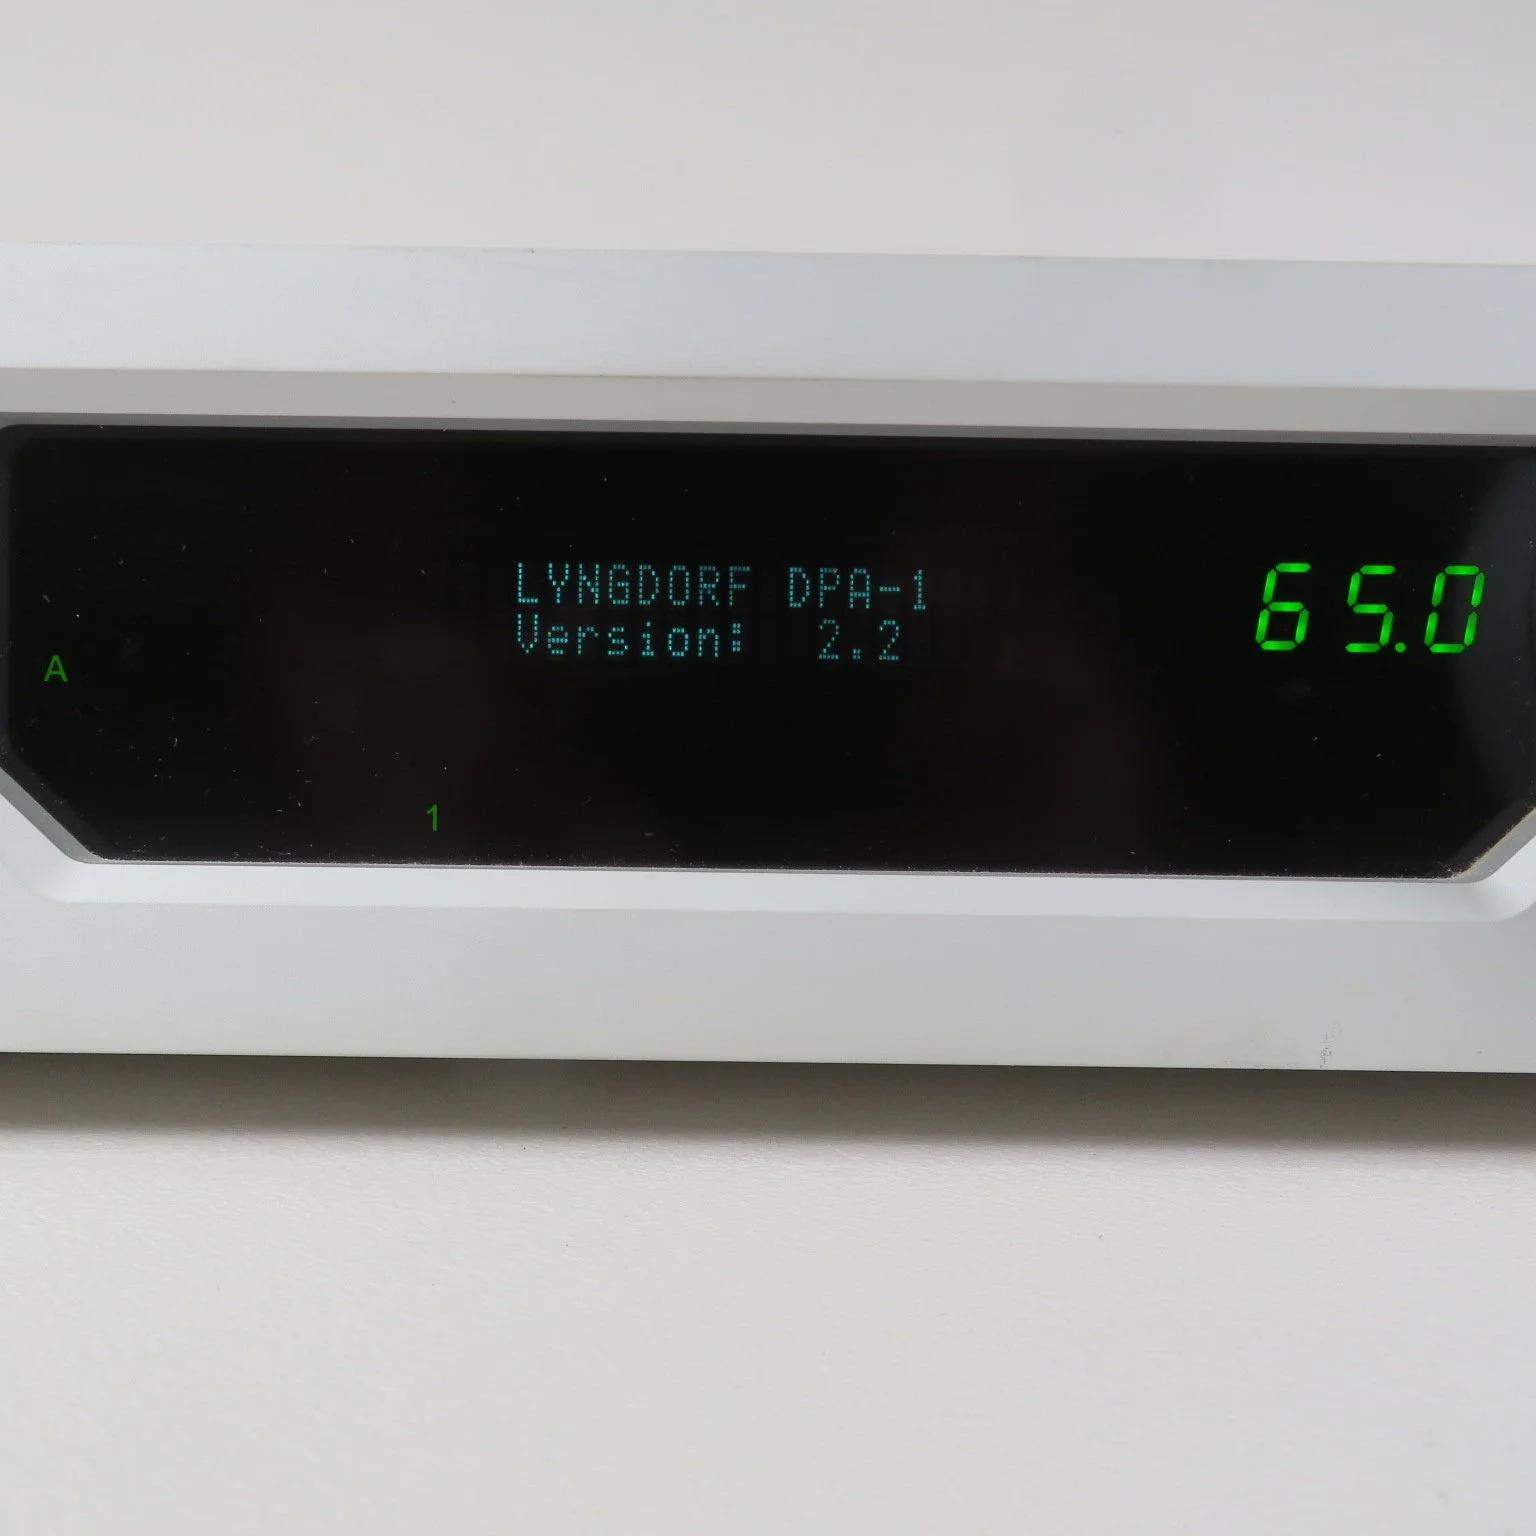 LYNGDORF DPA-1
Version: 2.2
65.0
A
1